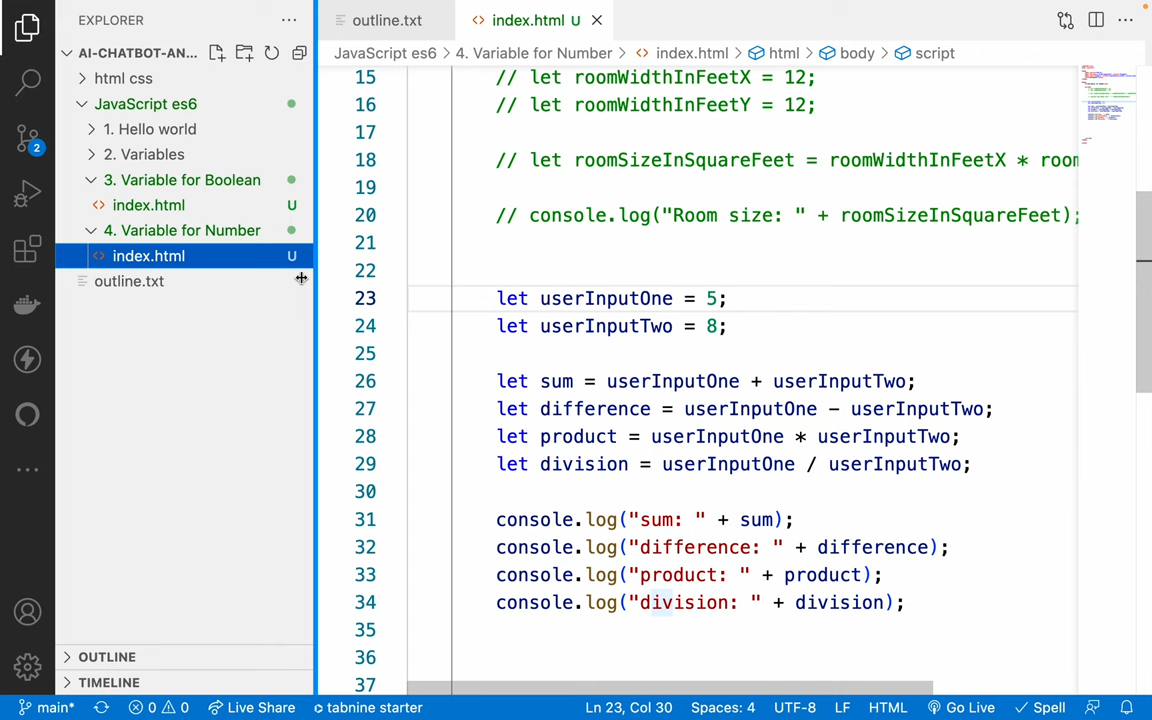 EXPLORER
AI-CHATBOT-AN...
html css
JavaScript es6
1. Hello world
2. Variables
3. Variable for Boolean
index.html U
4. Variable for Number
index.html U
outline.txt
OUTLINE
TIMELINE
2
outline.txt
index.html U
JavaScript es6 > 4. Variable for Number > index.html > html > body > script
15 // let roomWidthInFeetX = 12;
16 // let roomWidthInFeetY = 12;
17
18 // let roomSizeInSquareFeet = roomWidthInFeetX * room
19
20 // console.log("Room size: " + roomSizeInSquareFeet);
21
22
23 let userInputOne = 5;
24 let userInputTwo = 8;
25
26 let sum = userInputOne + userInputTwo;
27 let difference = userInputOne - userInputTwo;
28 let product = userInputOne * userInputTwo;
29 let division = userInputOne / userInputTwo;
30
31 console.log("sum: " + sum);
32 console.log("difference: " + difference);
33 console.log("product: " + product);
34 console.log("division: " + division);
35
36
37
main* 0 0 Live Share tabnine starter Ln 23, Col 30 Spaces: 4 UTF-8 LF HTML Go Live Spell